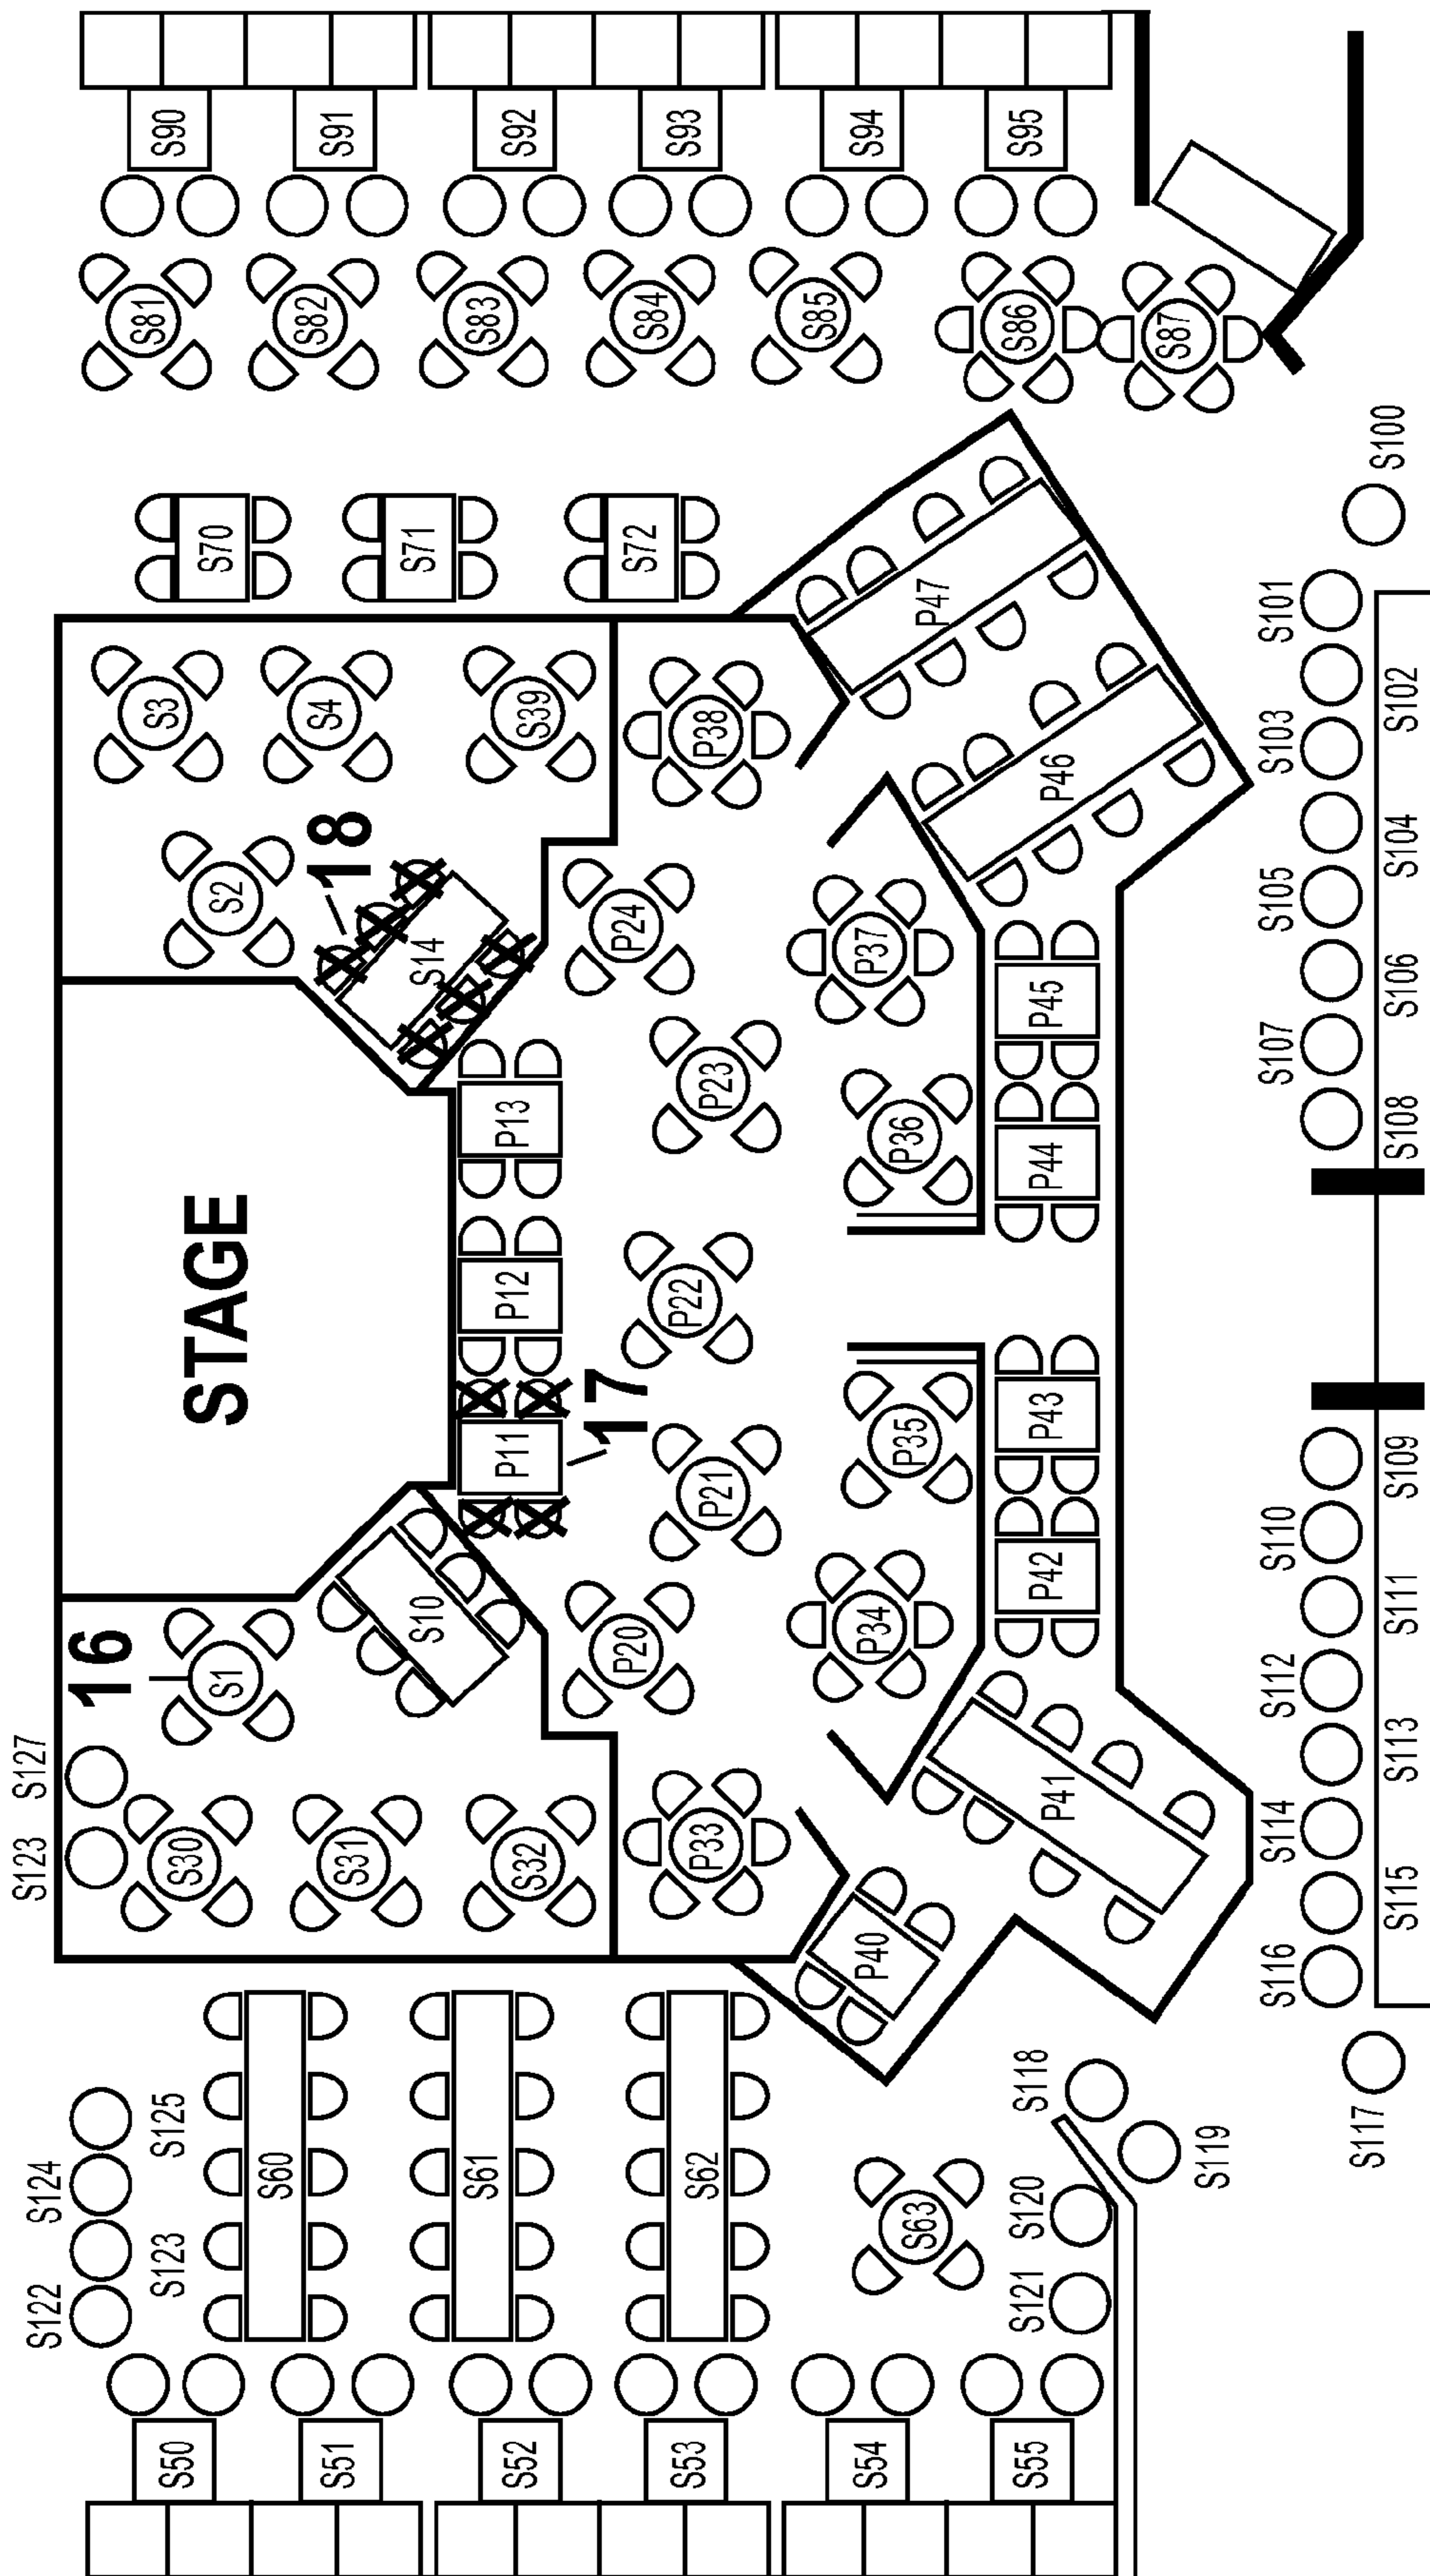 S122 S124 S123 S127
16
S123 S125
S50 S30 S3 S81 S90
S1 STAGE S2 S70
S60
S51 S31 18 S4 S82 S91
S10 S14 S71
S61 S83
S52 S32 P11 P12 P13 S39 S92
17
P20 P24 S72 S84
S53 S62 P33 P21 P22 P23 P38 S93
S85
S54 P40 P34 P37 S94
S63 P35 P36 P47
S55 S121 S120 S118 P41 P42 P43 P44 P45 P46 S86 S95
S87
S119
S116 S114 S112 S110 S107 S105 S103 S101
S117 S115 S113 S111 S109 S108 S106 S104 S102 S100